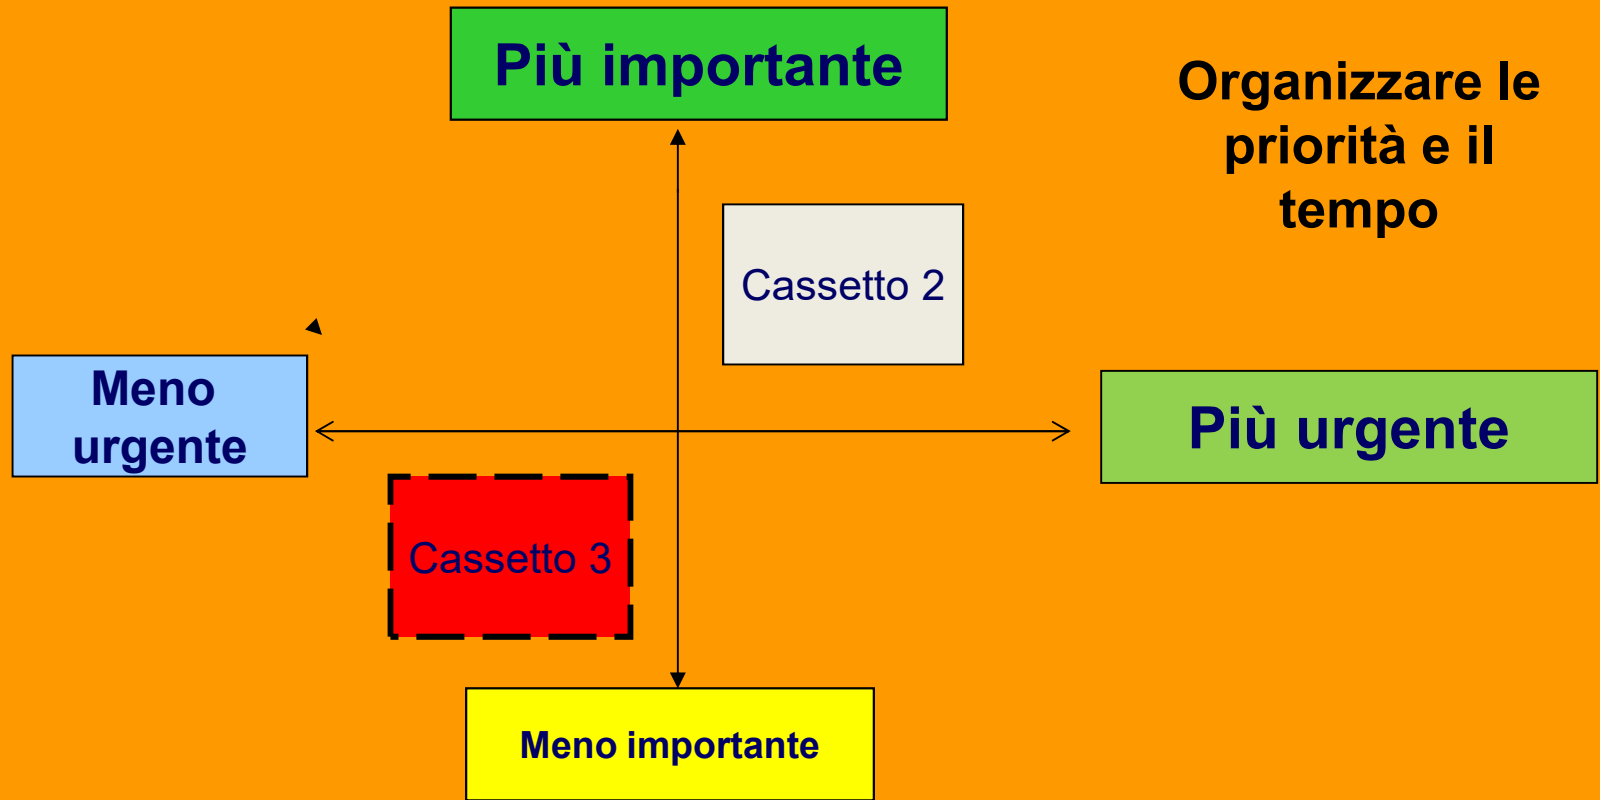 Più importante
Organizzare le
priorità e il
tempo
Cassetto 2
Meno
urgente
Più urgente
Cassetto 3
Meno importante